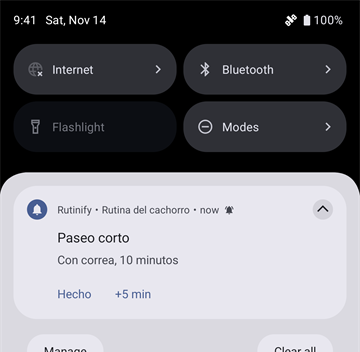 9:41 Sat, Nov 14 100%
Internet Bluetooth
Flashlight Modes
Rutinify • Rutina del cachorro • now
Paseo corto
Con correa, 10 minutos
Hecho +5 min
Manage Clear all